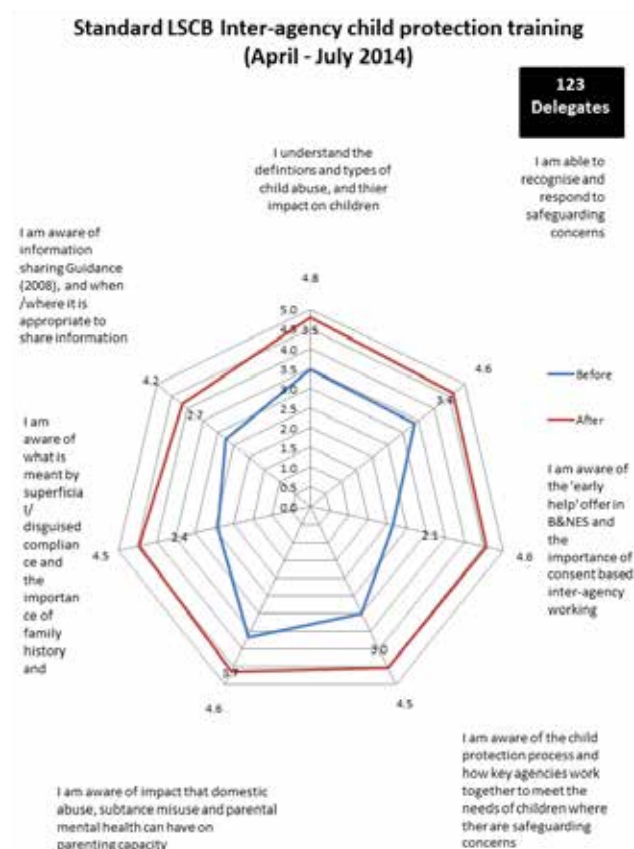 Standard LSCB Inter-agency child protection training
(April - July 2014)
123
Delegates
I understand the
defintions and types of
child abuse, and thier
impact on children
I am able to
recognise and
respond to
safeguarding
concerns
I am aware of
information
sharing Guidance
(2008), and when
/where it is
appropriate to
share information
4.8
5.0
4.5
3.5
4.0
3.5
3.0
2.5
2.0
1.5
1.0
0.5
0.0
4.6
3.4
4.2
2.7
Before
After
I am
aware of
what is
meant by
superficia
l/
disguised
complian
ce and
the
importan
ce of
family
history
and
2.4
4.5
2.1
4.6
I am aware of
the 'early
help' offer in
B&NES and
the
importance of
consent based
inter-agency
working
3.0
4.5
3.7
4.6
I am aware of the child
protection process and
how key agencies work
together to meet the
needs of children where
ther are safeguarding
concerns
I am aware of impact that domestic
abuse, subtance misuse and parental
mental health can have on
parenting capacity